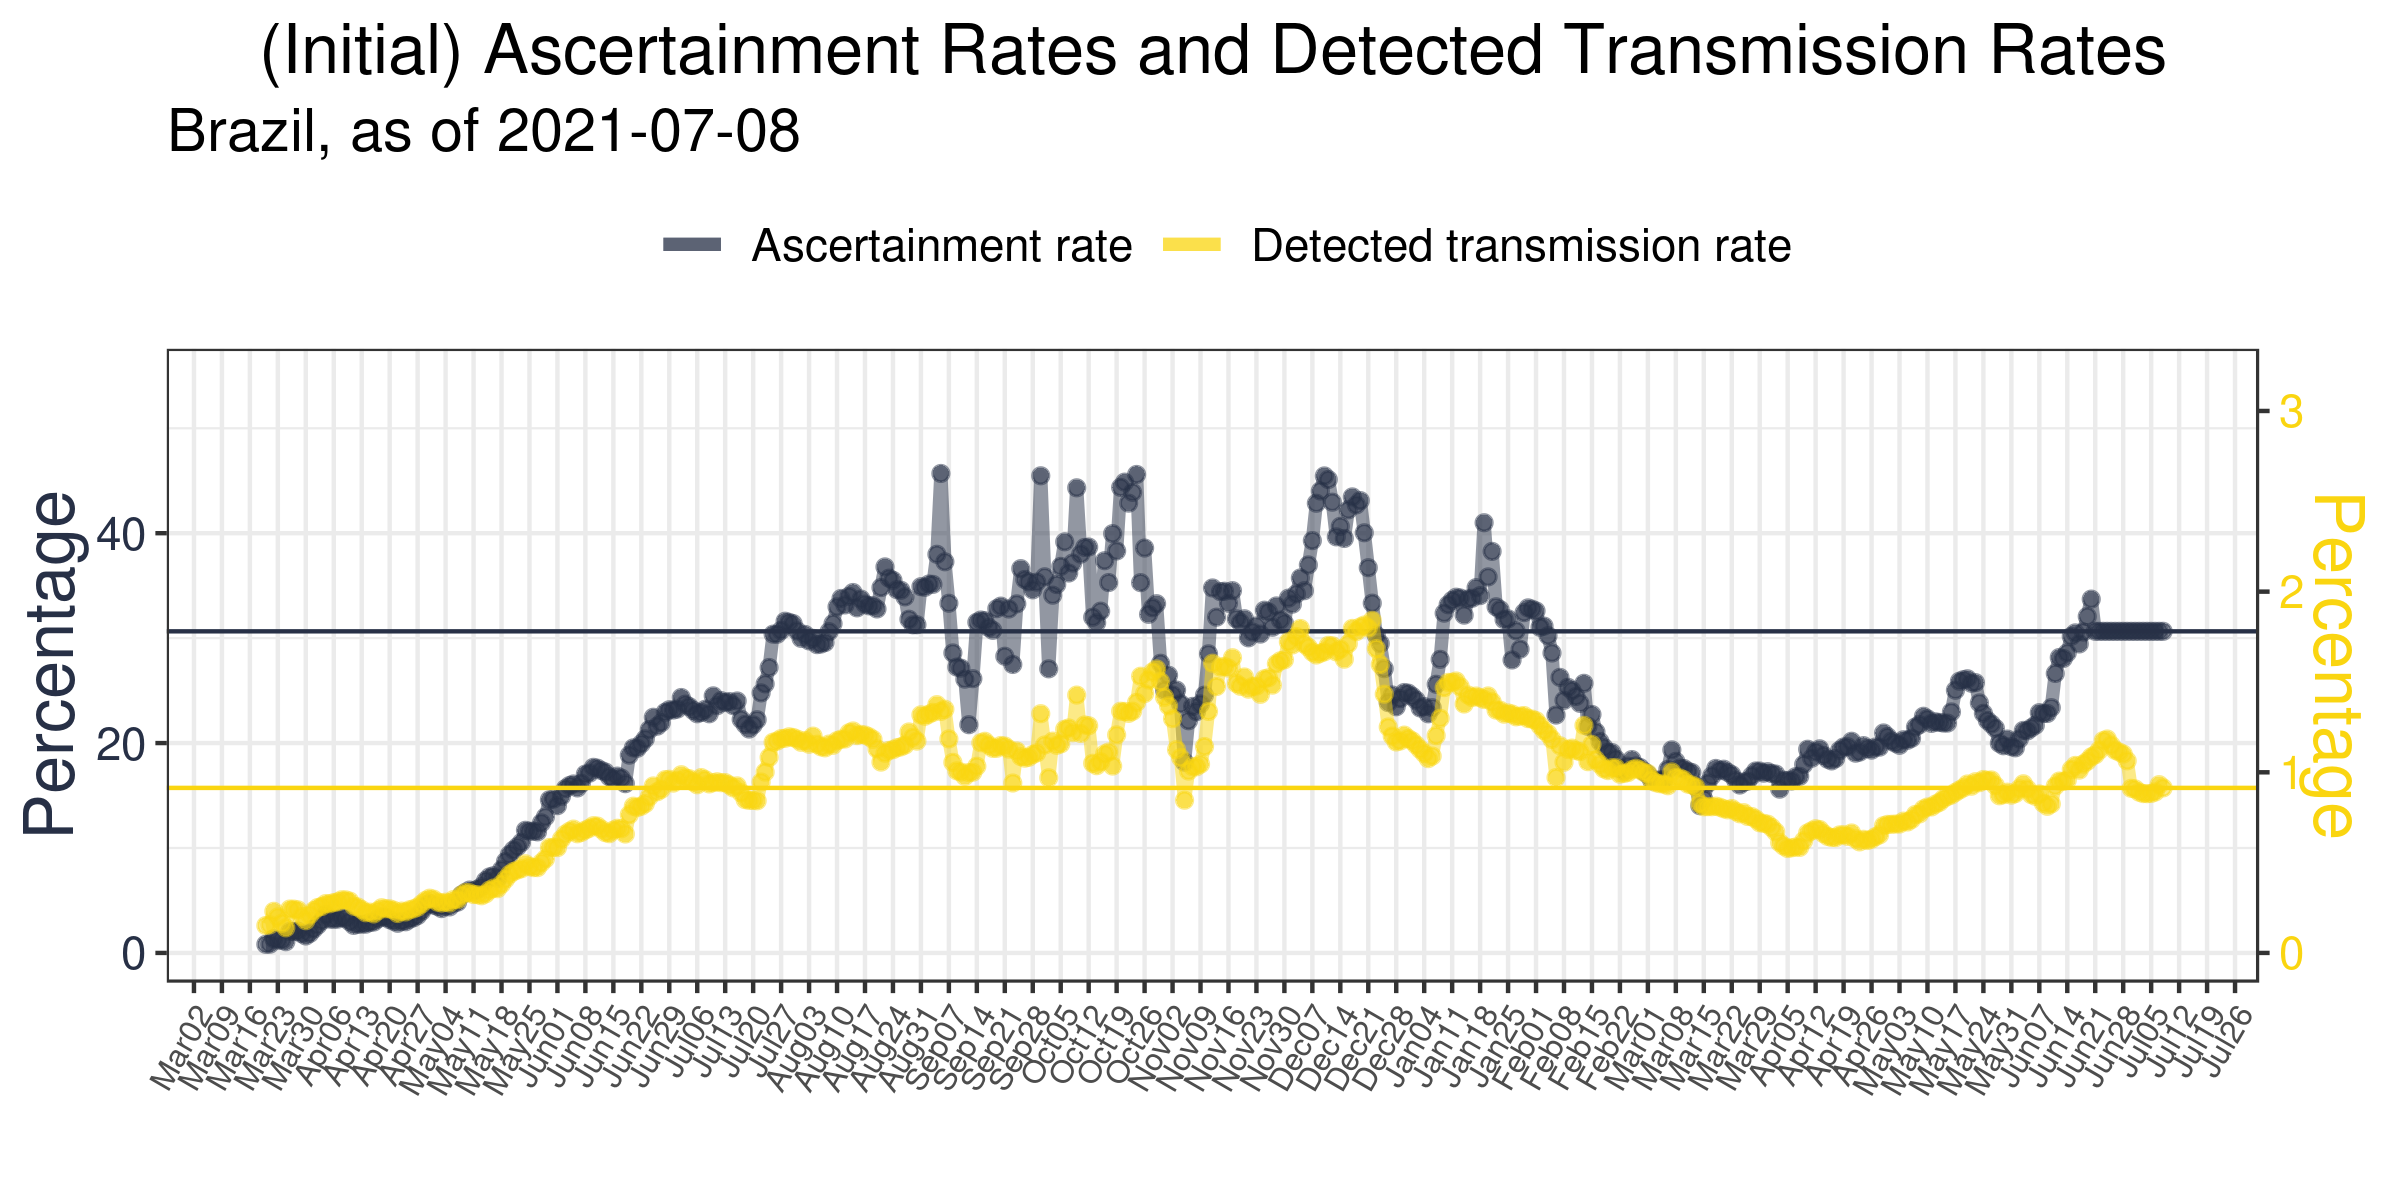 (Initial) Ascertainment Rates and Detected Transmission Rates
Brazil, as of 2021-07-08
Ascertainment rate
Detected transmission rate
Percentage
40
20
0
3
2
1
0
Percentage
Mar02
Mar09
Mar16
Mar23
Mar30
Apr06
Apr13
Apr20
Apr27
May04
May11
May18
May25
Jun01
Jun08
Jun15
Jun22
Jun29
Jul06
Jul13
Jul20
Jul27
Aug03
Aug10
Aug17
Aug24
Aug31
Sep07
Sep14
Sep21
Sep28
Oct05
Oct12
Oct19
Oct26
Nov02
Nov09
Nov16
Nov23
Nov30
Dec07
Dec14
Dec21
Dec28
Jan04
Jan11
Jan18
Jan25
Feb01
Feb08
Feb15
Feb22
Mar01
Mar08
Mar15
Mar22
Mar29
Apr05
Apr12
Apr19
Apr26
May03
May10
May17
May24
May31
Jun07
Jun14
Jun21
Jun28
Jul05
Jul12
Jul19
Jul26